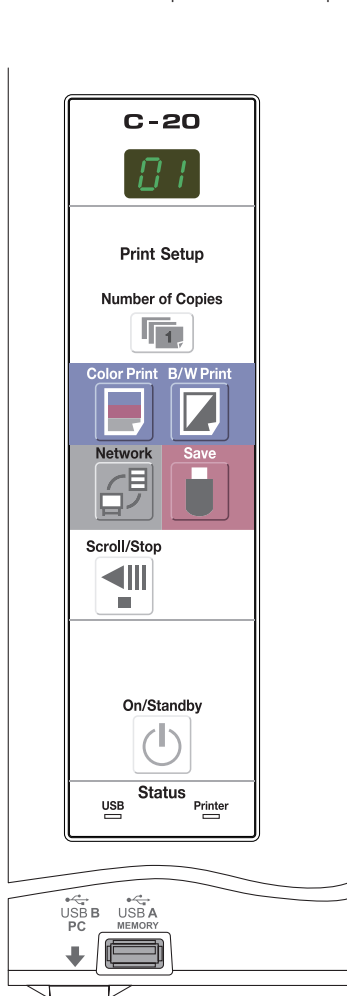 C-20
01
Print Setup
Number of Copies
1
Color Print B/W Print
Network Save
Scroll/Stop
On/Standby
Status
USB Printer
USB B USB A
PC MEMORY